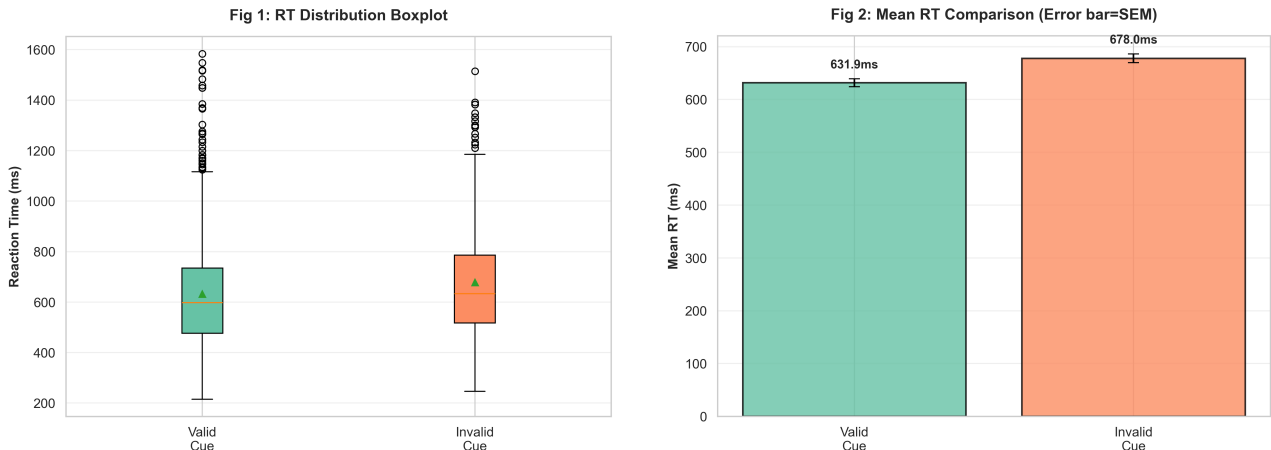 Fig 1: RT Distribution Boxplot
Reaction Time (ms)
1600
1400
1200
1000
800
600
400
200
Valid
Cue
Invalid
Cue
Fig 2: Mean RT Comparison (Error bar=SEM)
Mean RT (ms)
700
600
500
400
300
200
100
0
631.9ms
678.0ms
Valid
Cue
Invalid
Cue